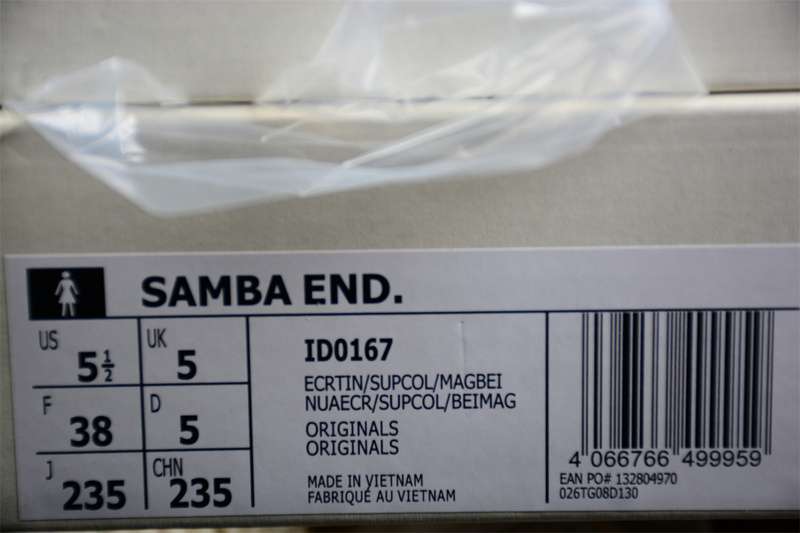 SAMBA END.
US 5½
UK 5
F 38
D 5
J 235
CHN 235
ID0167
ECRTIN/SUPCOL/MAGBEI
NUAECR/SUPCOL/BEIMAG
ORIGINALS
ORIGINALS
MADE IN VIETNAM
FABRIQUÉ AU VIETNAM
4 066766 499959
EAN PO# 132804970
026TG08D130